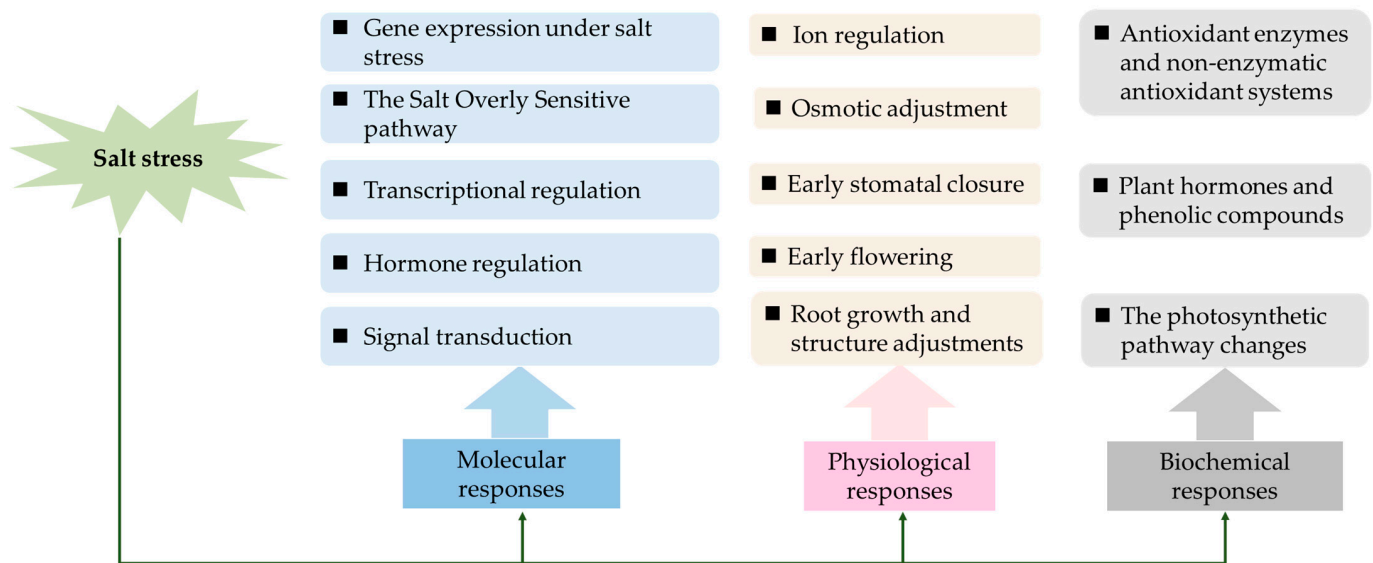 Salt stress
■ Gene expression under salt
stress
■ The Salt Overly Sensitive
pathway
■ Transcriptional regulation
■ Hormone regulation
■ Signal transduction
Molecular
responses
■ Ion regulation
■ Osmotic adjustment
■ Early stomatal closure
■ Early flowering
■ Root growth and
structure adjustments
Physiological
responses
■ Antioxidant enzymes
and non-enzymatic
antioxidant systems
■ Plant hormones and
phenolic compounds
■ The photosynthetic
pathway changes
Biochemical
responses